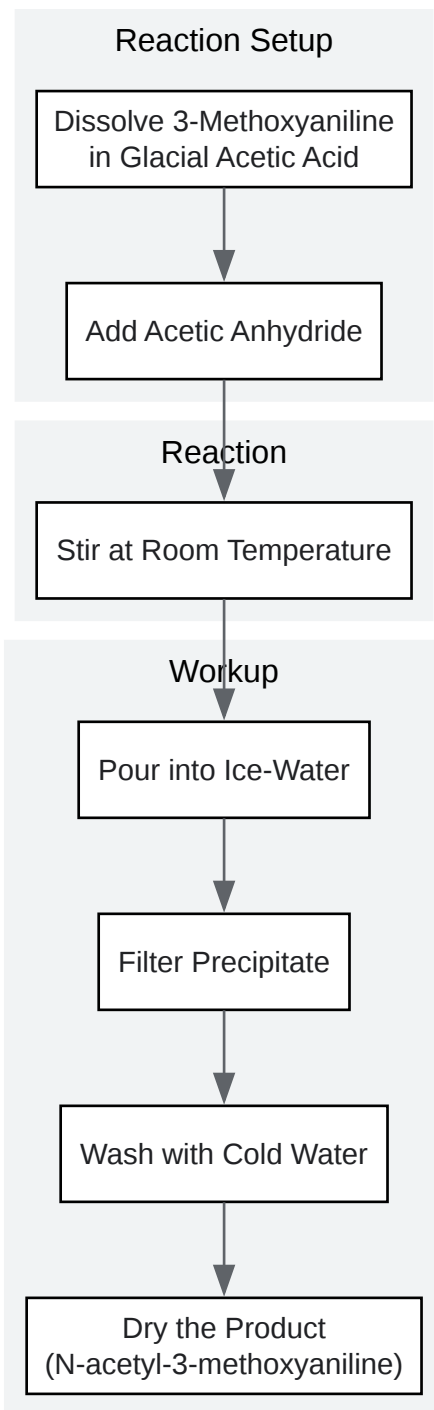 Reaction Setup
Dissolve 3-Methoxyaniline
in Glacial Acetic Acid
Add Acetic Anhydride
Reaction
Stir at Room Temperature
Workup
Pour into Ice-Water
Filter Precipitate
Wash with Cold Water
Dry the Product
(N-acetyl-3-methoxyaniline)